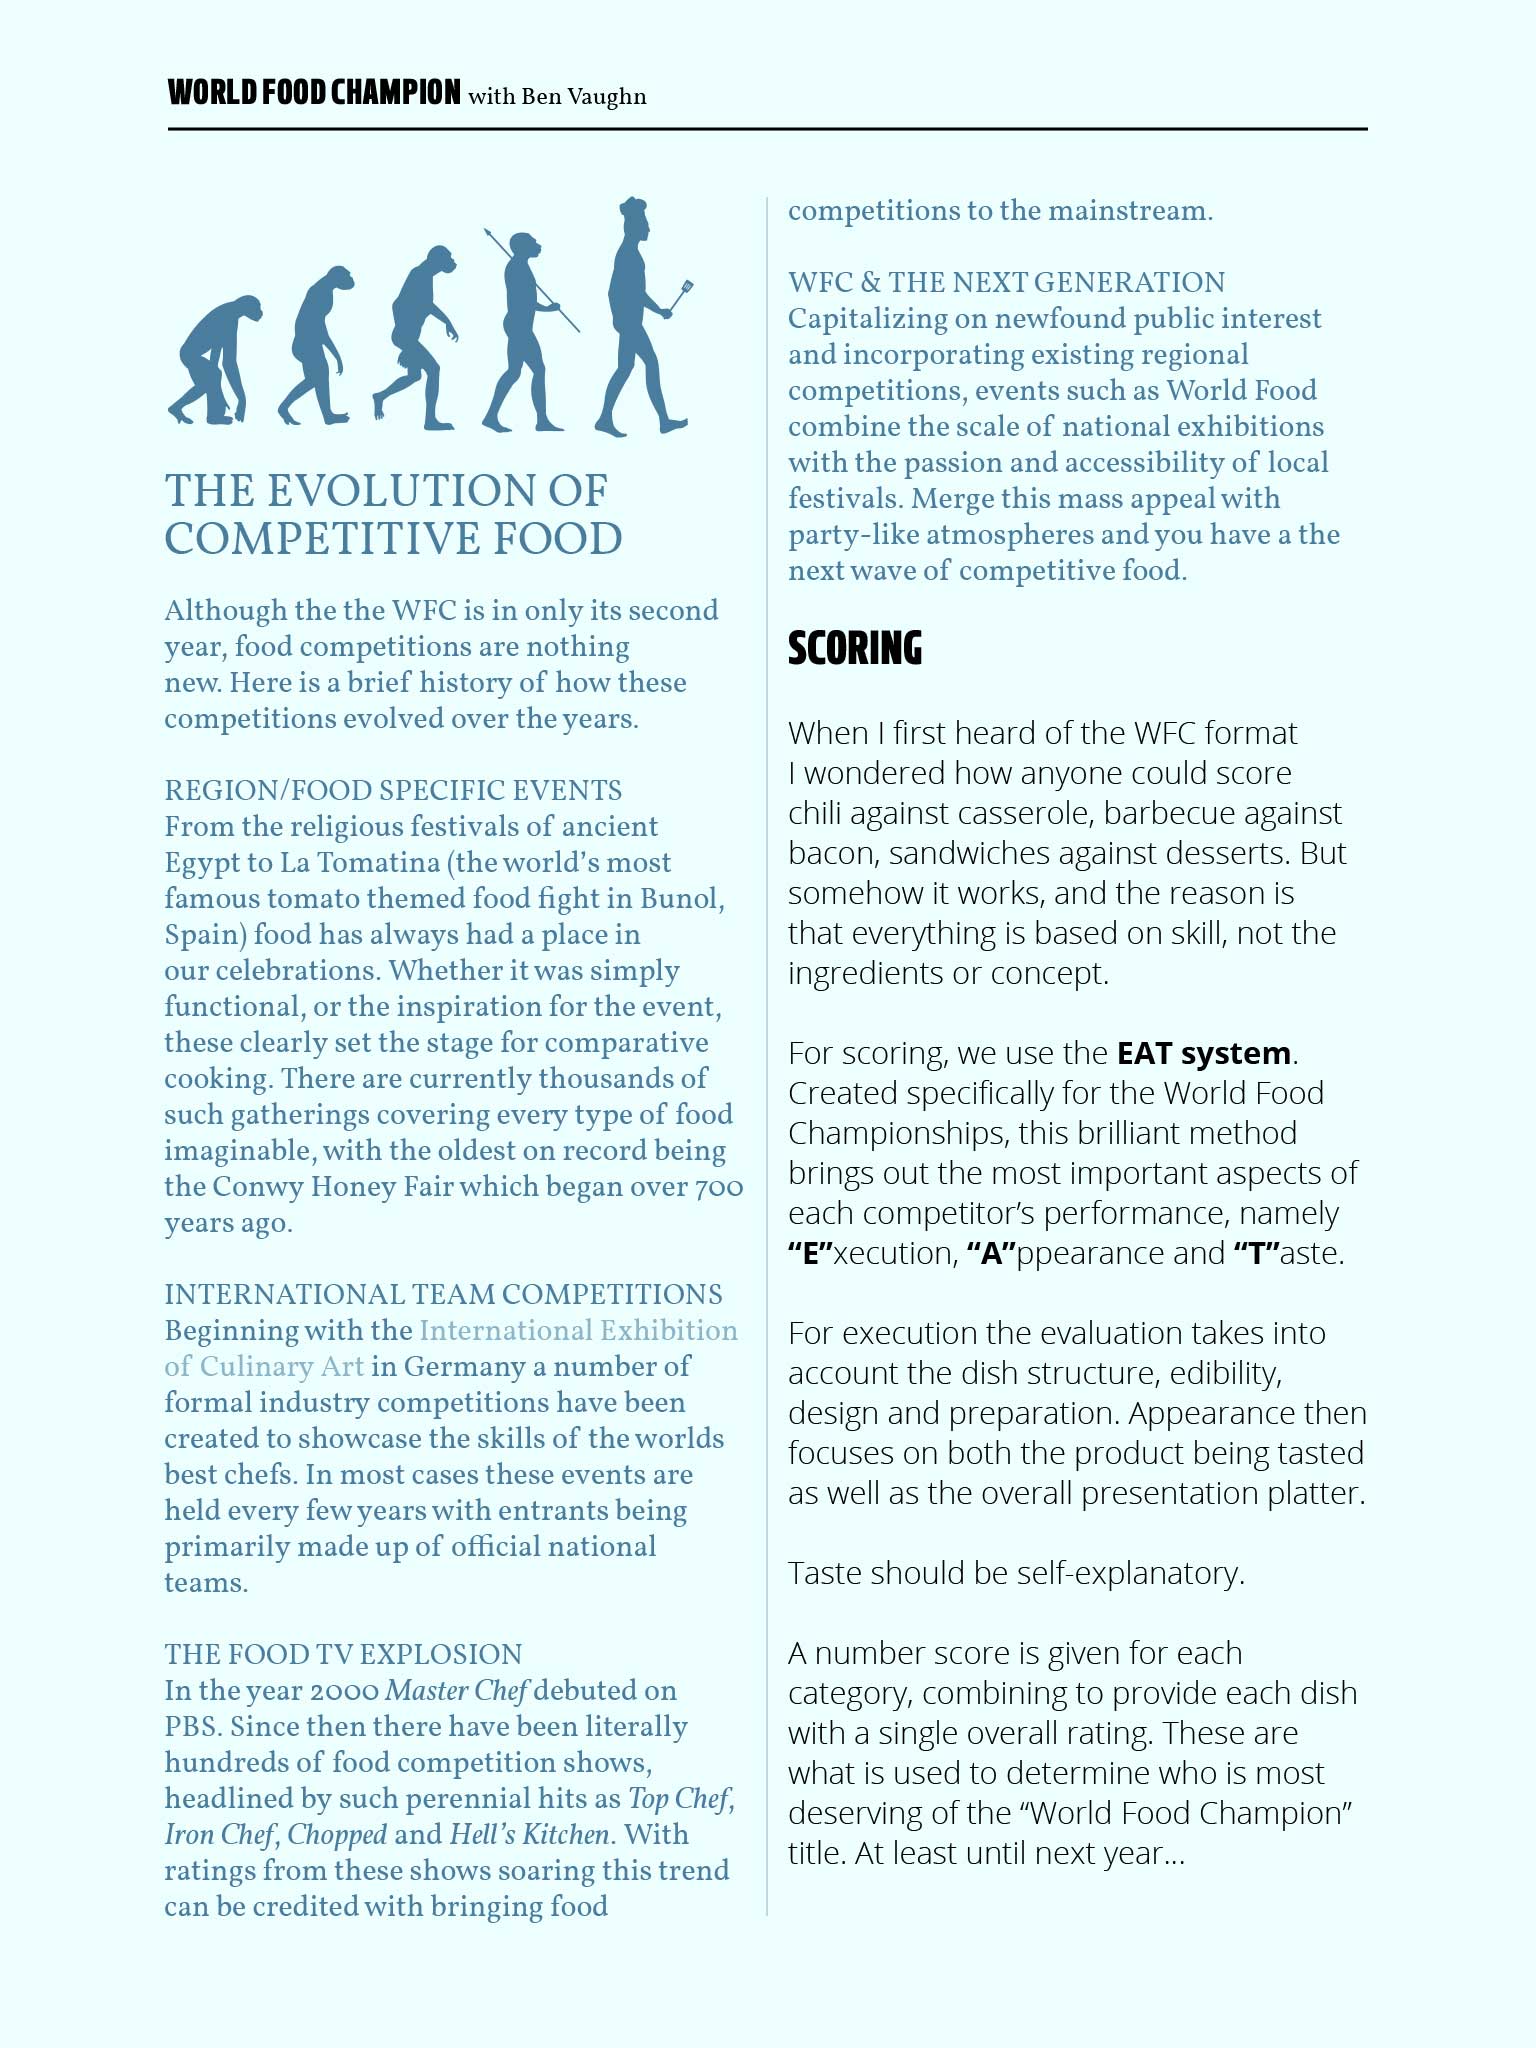 WORLD FOOD CHAMPION with Ben Vaughn
THE EVOLUTION OF
COMPETITIVE FOOD
Although the the WFC is in only its second
year, food competitions are nothing
new. Here is a brief history of how these
competitions evolved over the years.
REGION/FOOD SPECIFIC EVENTS
From the religious festivals of ancient
Egypt to La Tomatina (the world’s most
famous tomato themed food fight in Bunol,
Spain) food has always had a place in
our celebrations. Whether it was simply
functional, or the inspiration for the event,
these clearly set the stage for comparative
cooking. There are currently thousands of
such gatherings covering every type of food
imaginable, with the oldest on record being
the Conwy Honey Fair which began over 700
years ago.
INTERNATIONAL TEAM COMPETITIONS
Beginning with the International Exhibition
of Culinary Art in Germany a number of
formal industry competitions have been
created to showcase the skills of the worlds
best chefs. In most cases these events are
held every few years with entrants being
primarily made up of official national
teams.
THE FOOD TV EXPLOSION
In the year 2000 Master Chef debuted on
PBS. Since then there have been literally
hundreds of food competition shows,
headlined by such perennial hits as Top Chef,
Iron Chef, Chopped and Hell’s Kitchen. With
ratings from these shows soaring this trend
can be credited with bringing food
competitions to the mainstream.
WFC & THE NEXT GENERATION
Capitalizing on newfound public interest
and incorporating existing regional
competitions, events such as World Food
combine the scale of national exhibitions
with the passion and accessibility of local
festivals. Merge this mass appeal with
party-like atmospheres and you have a the
next wave of competitive food.
SCORING
When I first heard of the WFC format
I wondered how anyone could score
chili against casserole, barbecue against
bacon, sandwiches against desserts. But
somehow it works, and the reason is
that everything is based on skill, not the
ingredients or concept.
For scoring, we use the EAT system.
Created specifically for the World Food
Championships, this brilliant method
brings out the most important aspects of
each competitor’s performance, namely
“E”xecution, “A”ppearance and “T”aste.
For execution the evaluation takes into
account the dish structure, edibility,
design and preparation. Appearance then
focuses on both the product being tasted
as well as the overall presentation platter.
Taste should be self-explanatory.
A number score is given for each
category, combining to provide each dish
with a single overall rating. These are
what is used to determine who is most
deserving of the “World Food Champion”
title. At least until next year...